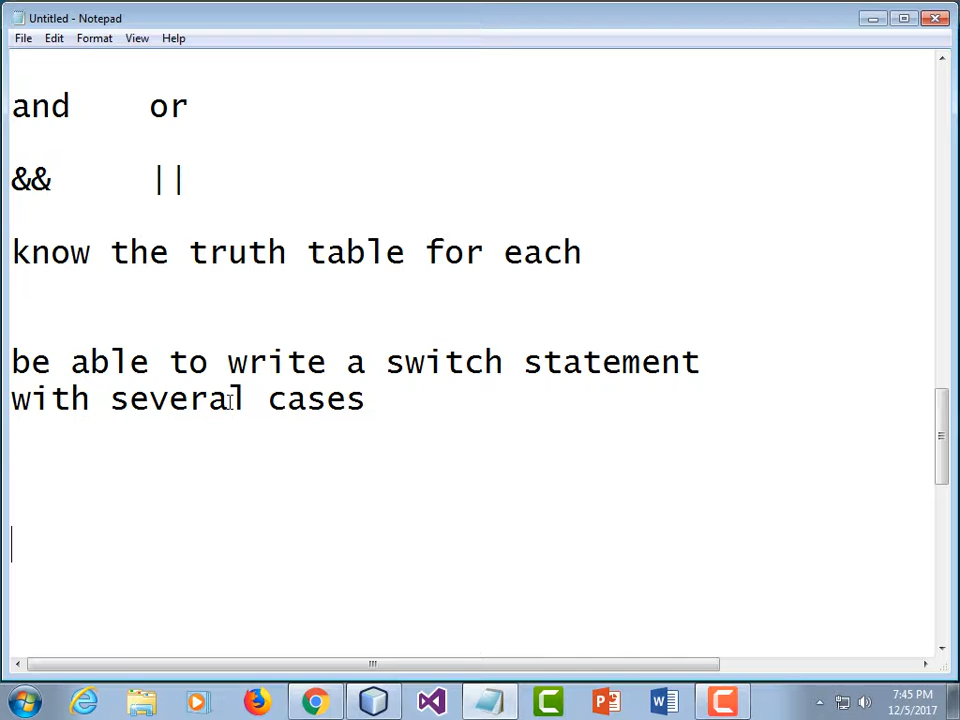 Untitled - Notepad
File Edit Format View Help
and or
&& ||
know the truth table for each
be able to write a switch statement
with several cases
7:45 PM
12/5/2017